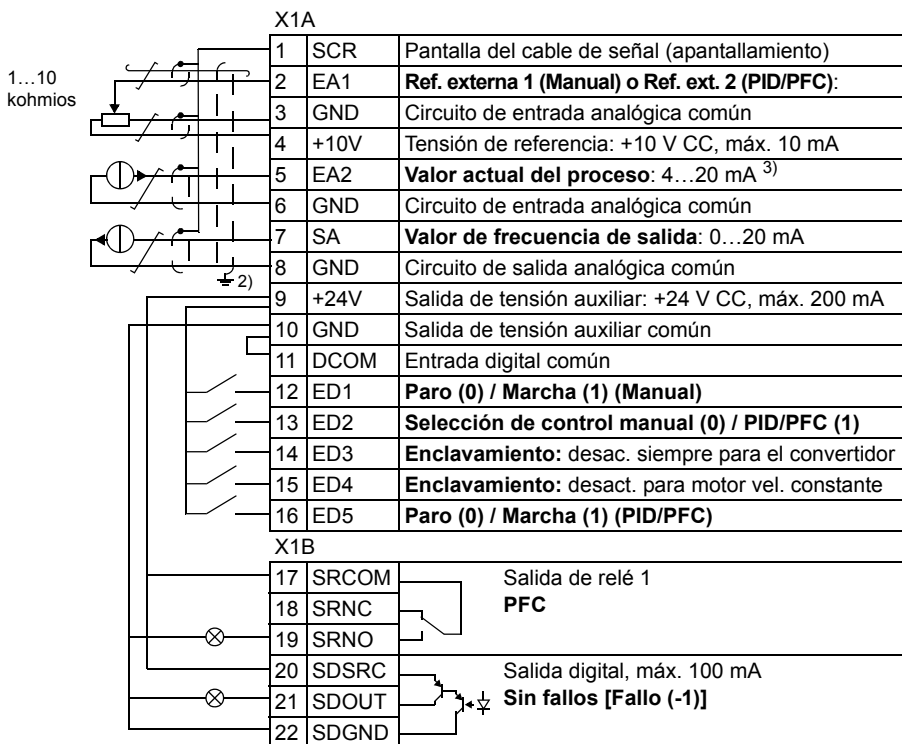 X1A
1 SCR Pantalla del cable de señal (apantallamiento)
1…10
kohmios
2 EA1 Ref. externa 1 (Manual) o Ref. ext. 2 (PID/PFC):
3 GND Circuito de entrada analógica común
4 +10V Tensión de referencia: +10 V CC, máx. 10 mA
5 EA2 Valor actual del proceso: 4…20 mA 3)
6 GND Circuito de entrada analógica común
7 SA Valor de frecuencia de salida: 0…20 mA
8 GND Circuito de salida analógica común
2)
9 +24V Salida de tensión auxiliar: +24 V CC, máx. 200 mA
10 GND Salida de tensión auxiliar común
11 DCOM Entrada digital común
12 ED1 Paro (0) / Marcha (1) (Manual)
13 ED2 Selección de control manual (0) / PID/PFC (1)
14 ED3 Enclavamiento: desac. siempre para el convertidor
15 ED4 Enclavamiento: desact. para motor vel. constante
16 ED5 Paro (0) / Marcha (1) (PID/PFC)
X1B
17 SRCOM Salida de relé 1
18 SRNC PFC
19 SRNO
20 SDSRC Salida digital, máx. 100 mA
21 SDOUT Sin fallos [Fallo (-1)]
22 SDGND